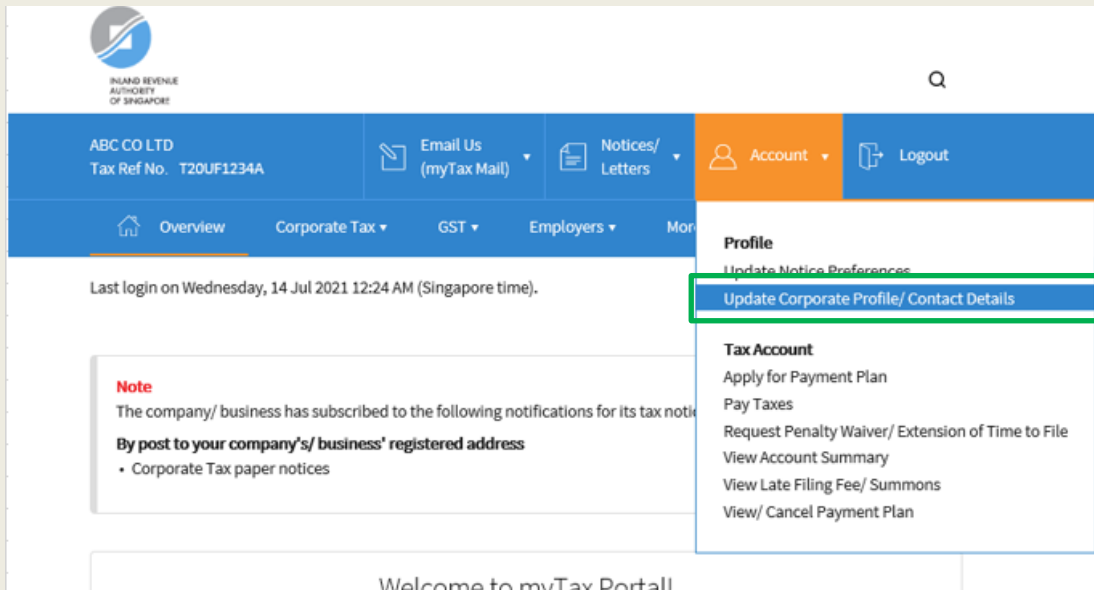 INLAND REVENUE
AUTHORITY
OF SINGAPORE
ABC CO LTD
Tax Ref No. T20UF1234A
Email Us
(myTax Mail)
Notices/
Letters
Account
Logout
Overview
Corporate Tax
GST
Employers
Mor
Profile
Update Notice Preferences
Update Corporate Profile/ Contact Details
Tax Account
Apply for Payment Plan
Pay Taxes
Request Penalty Waiver/ Extension of Time to File
View Account Summary
View Late Filing Fee/ Summons
View/ Cancel Payment Plan
Last login on Wednesday, 14 Jul 2021 12:24 AM (Singapore time).
Note
The company/ business has subscribed to the following notifications for its tax noti
By post to your company's/ business' registered address
• Corporate Tax paper notices
Welcome to myTax Portal!